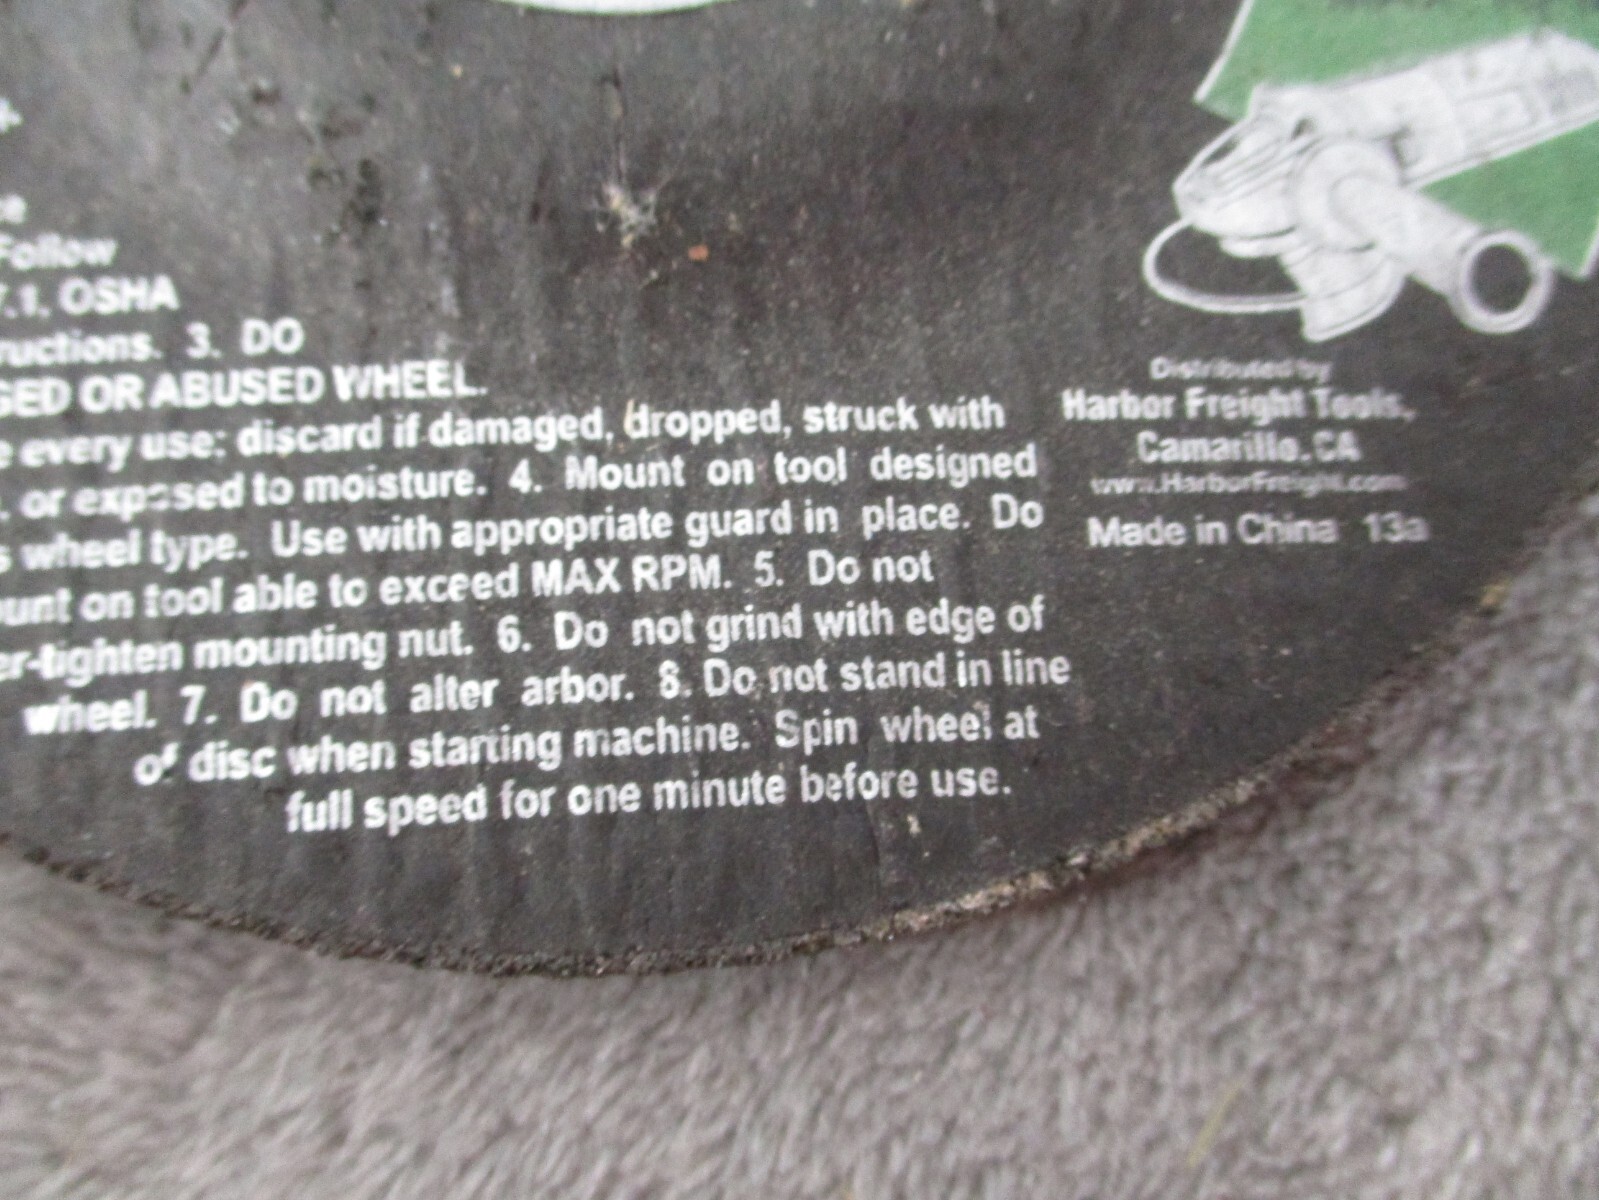 Follow
7.1, OSHA
ructions. 3. DO
GED OR ABUSED WHEEL.
e every use; discard if damaged, dropped, struck with
, or exposed to moisture. 4. Mount on tool designed
s wheel type. Use with appropriate guard in place. Do
unt on tool able to exceed MAX RPM. 5. Do not
er-tighten mounting nut. 6. Do not grind with edge of
wheel. 7. Do not alter arbor. 8. Do not stand in line
of disc when starting machine. Spin wheel at
full speed for one minute before use.
Distributed by
Harbor Freight Tools,
Camarillo, CA
www.HarborFreight.com
Made in China 13a